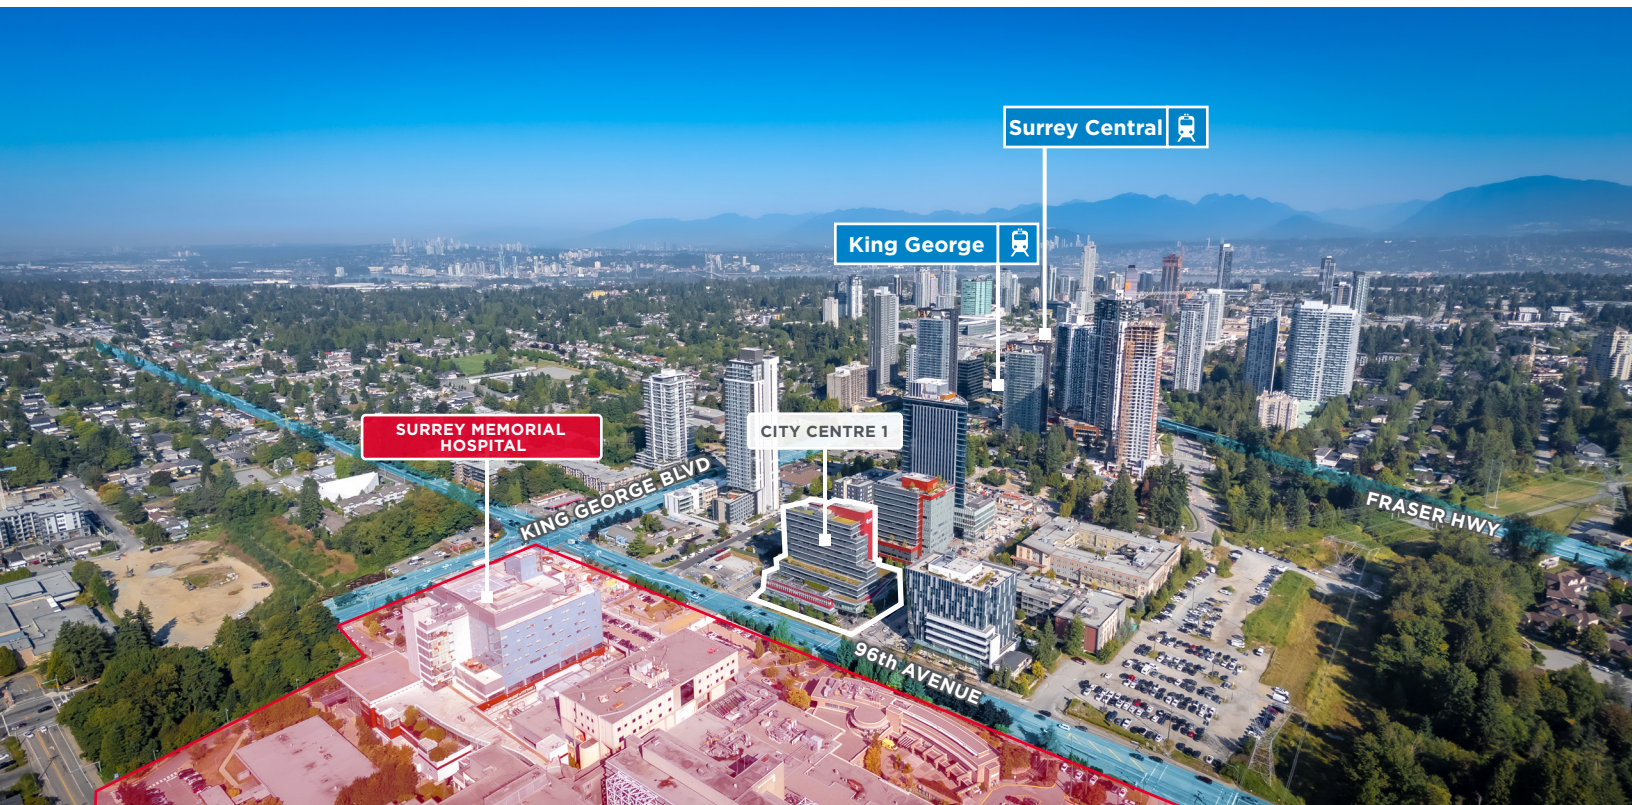 Surrey Central
King George
SURREY MEMORIAL
HOSPITAL
CITY CENTRE 1
KING GEORGE BLVD
FRASER HWY
96th AVENUE